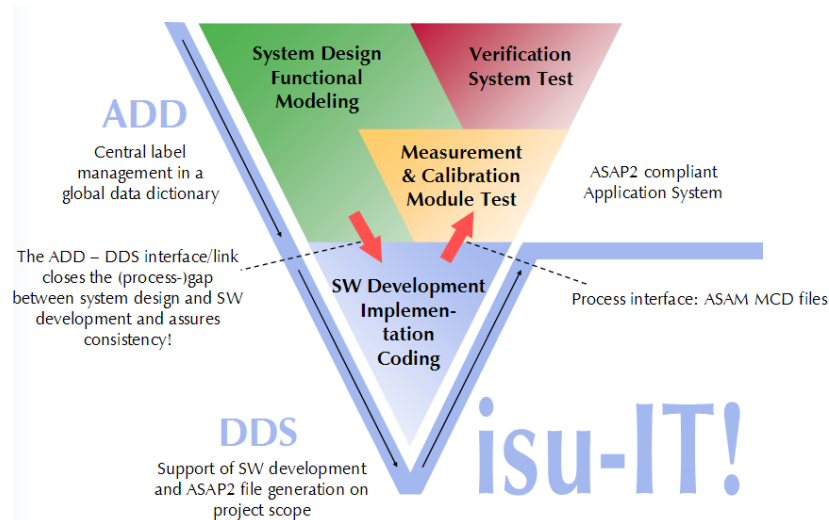 System Design
Functional
Modeling
Verification
System Test
ADD
Central label
management in a
global data dictionary
Measurement
& Calibration
Module Test
ASAP2 compliant
Application System
The ADD – DDS interface/link
closes the (process-)gap
between system design and SW
development and assures
consistency!
SW Development
Implemen-
tation
Coding
Process interface: ASAM MCD files
DDS
Support of SW development
and ASAP2 file generation on
project scope
isu-IT!